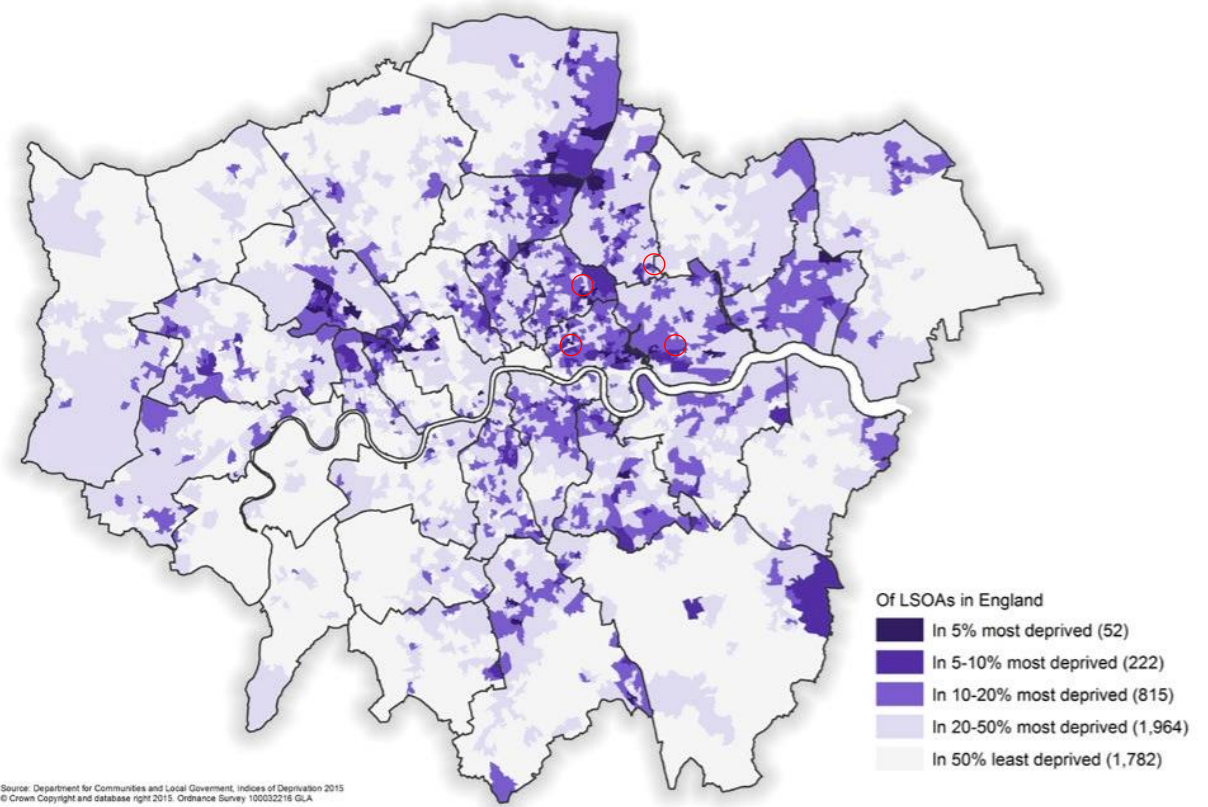 Of LSOAs in England
In 5% most deprived (52)
In 5-10% most deprived (222)
In 10-20% most deprived (815)
In 20-50% most deprived (1,964)
In 50% least deprived (1,782)
Source: Department for Communities and Local Goverment, Indices of Deprivation 2015
© Crown Copyright and database right 2015. Ordnance Survey 100032216 GLA